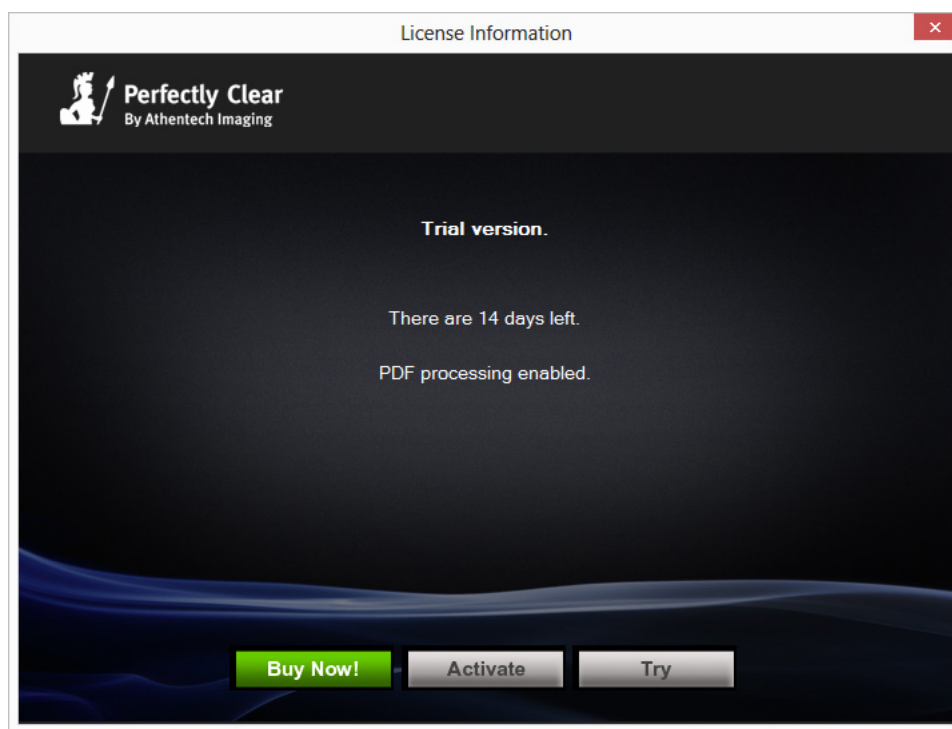 License Information
Perfectly Clear
By Athentech Imaging
Trial version.
There are 14 days left.
PDF processing enabled.
Buy Now!
Activate
Try